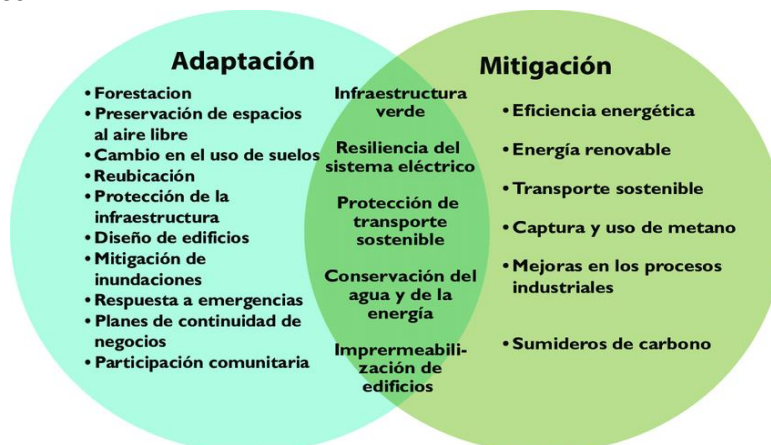 Adaptación
• Forestacion
• Preservación de espacios
al aire libre
• Cambio en el uso de suelos
• Reubicación
• Protección de la
infraestructura
• Diseño de edificios
• Mitigación de
inundaciones
• Respuesta a emergencias
• Planes de continuidad de
negocios
• Participación comunitaria
Infraestructura
verde
Resiliencia del
sistema eléctrico
Protección de
transporte
sostenible
Conservación del
agua y de la
energía
Imprermeabili-
zación de
edificios
Mitigación
• Eficiencia energética
• Energía renovable
• Transporte sostenible
• Captura y uso de metano
• Mejoras en los procesos
industriales
• Sumideros de carbono